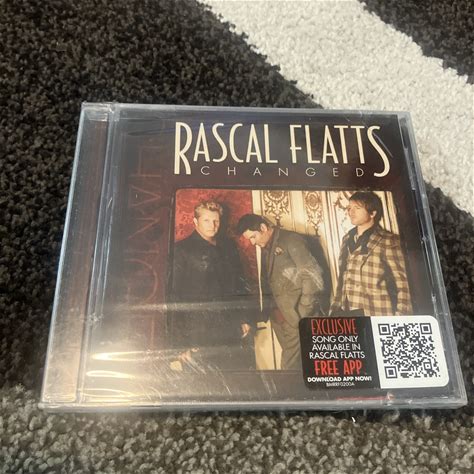 RASCAL FLATTS
CHANGED
EXCLUSIVE
SONG ONLY
AVAILABLE IN
RASCAL FLATTS
FREE APP
DOWNLOAD APP NOW!